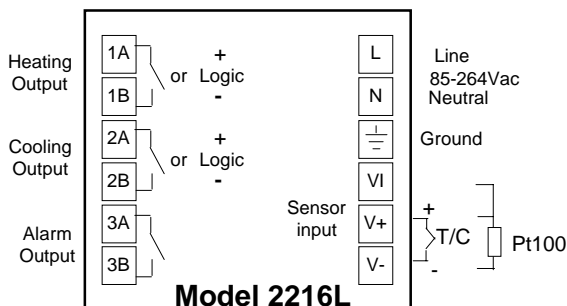 Heating
Output
1A
1B
+
or Logic
-
Cooling
Output
2A
2B
+
or Logic
-
Alarm
Output
3A
3B
L
Line
85-264Vac
N
Neutral
Ground
VI
Sensor
input
V+
V-
+
T/C
-
Pt100
Model 2216L